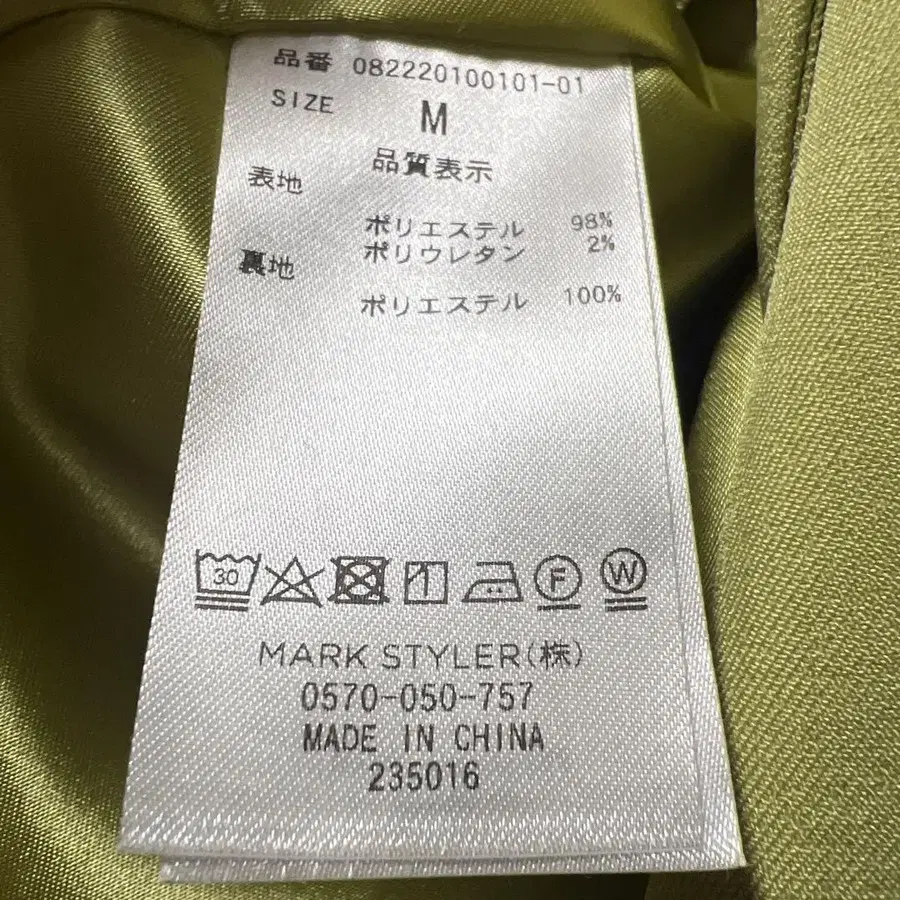 品番 082220100101-01
SIZE M
品質表示
表地
ポリエステル 98%
ポリウレタン 2%
裏地
ポリエステル 100%
30 F W
MARK STYLER(株)
0570-050-757
MADE IN CHINA
235016